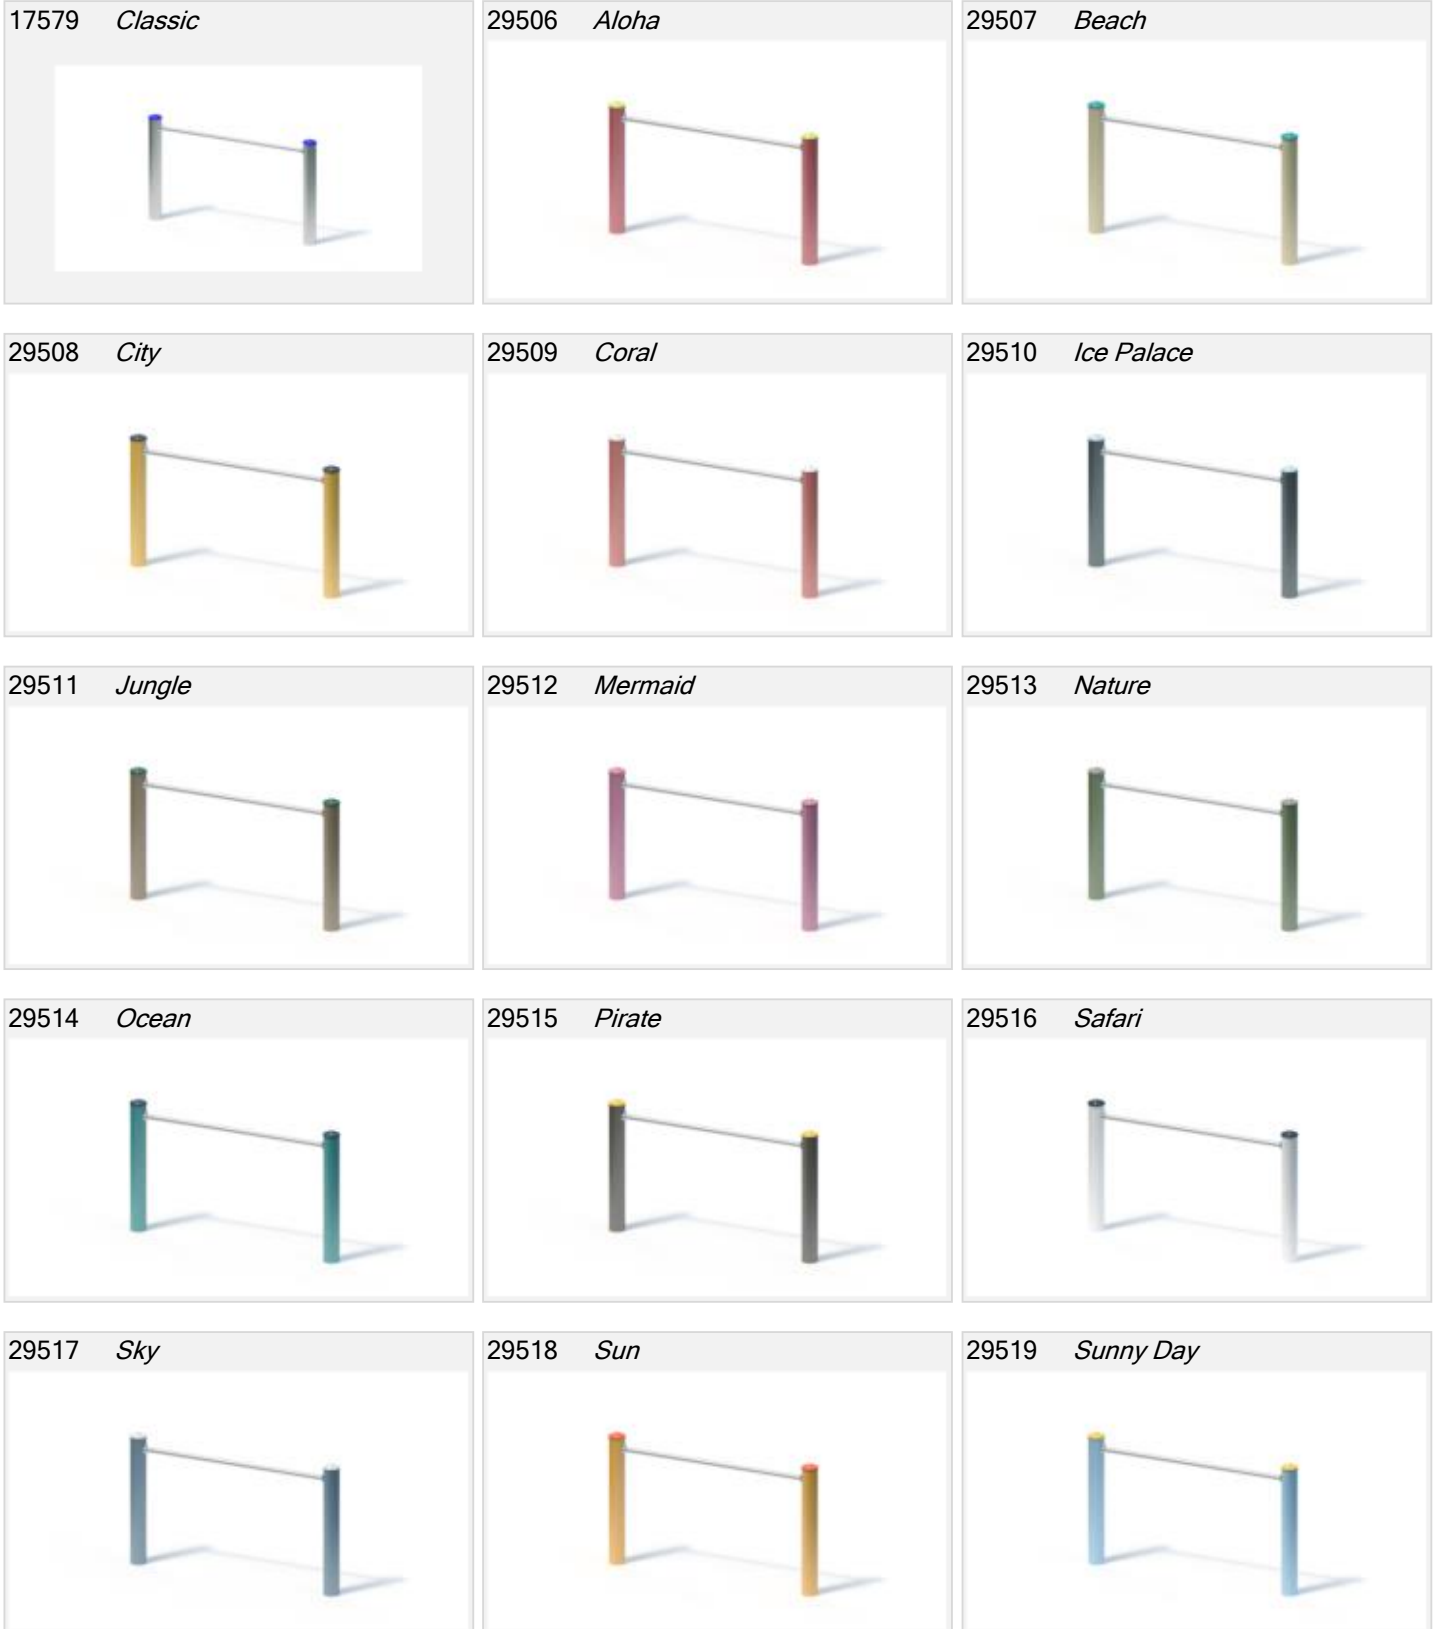 17579 Classic
29506 Aloha
29507 Beach
29508 City
29509 Coral
29510 Ice Palace
29511 Jungle
29512 Mermaid
29513 Nature
29514 Ocean
29515 Pirate
29516 Safari
29517 Sky
29518 Sun
29519 Sunny Day